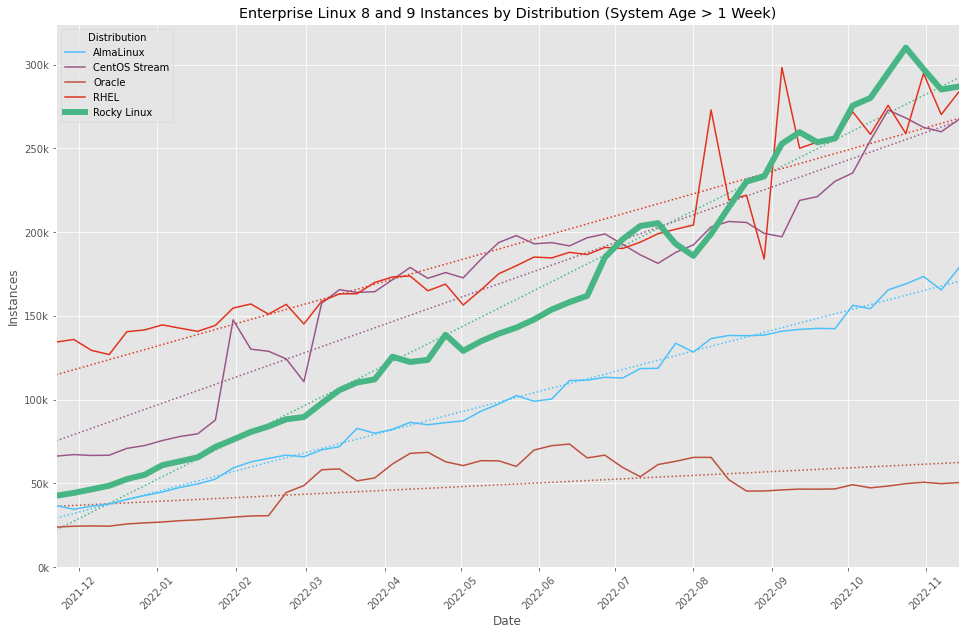 Enterprise Linux 8 and 9 Instances by Distribution (System Age > 1 Week)
Distribution
AlmaLinux
CentOS Stream
Oracle
RHEL
Rocky Linux
300k
250k
200k
150k
100k
50k
0k
Instances
2021-12
2022-01
2022-02
2022-03
2022-04
2022-05
2022-06
2022-07
2022-08
2022-09
2022-10
2022-11
Date